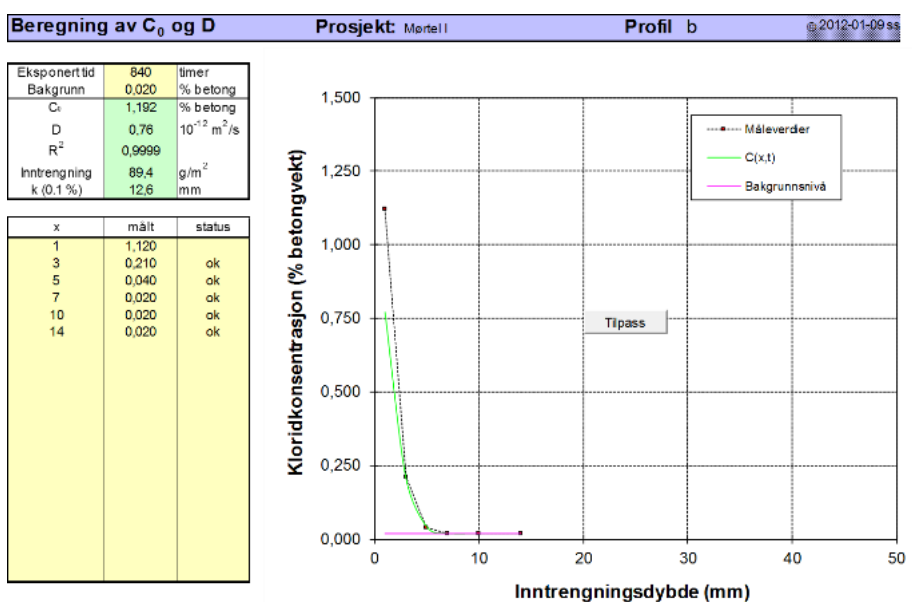 Beregning av C₀ og D Prosjekt: Mørtel I Profil b @ 2012-01-09 ss
Eksponert tid 840 timer
Bakgrunn 0,020 % betong
C₀ 1,192 % betong
D 0,76 10⁻¹² m²/s
R² 0,9999
Inntrengning 89,4 g/m²
k (0.1 %) 12,6 mm
x målt status
1 1,120
3 0,210 ok
5 0,040 ok
7 0,020 ok
10 0,020 ok
14 0,020 ok
Kloridkonsentrasjon (% betongvekt)
1,500
1,250
1,000
0,750
0,500
0,250
0,000
Måleverdier
C(x,t)
Bakgrunnsnivå
Tilpass
0 10 20 30 40 50
Inntrengningsdybde (mm)